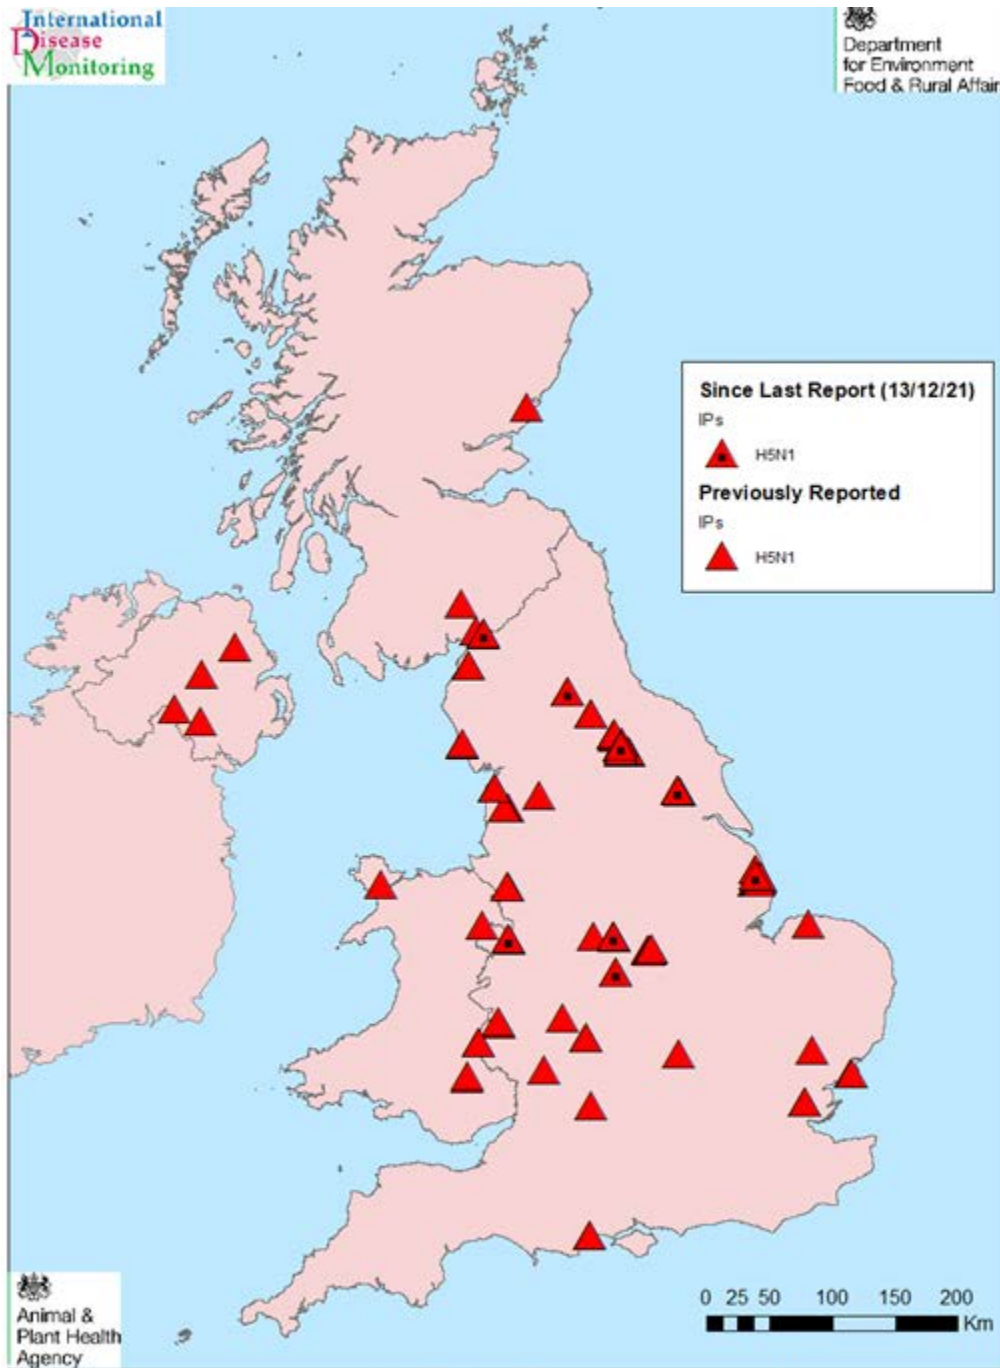 International
Disease
Monitoring
Department
for Environment
Food & Rural Affair
Since Last Report (13/12/21)
IPs
H5N1
Previously Reported
IPs
H5N1
Animal &
Plant Health
Agency
0 25 50 100 150 200
Km